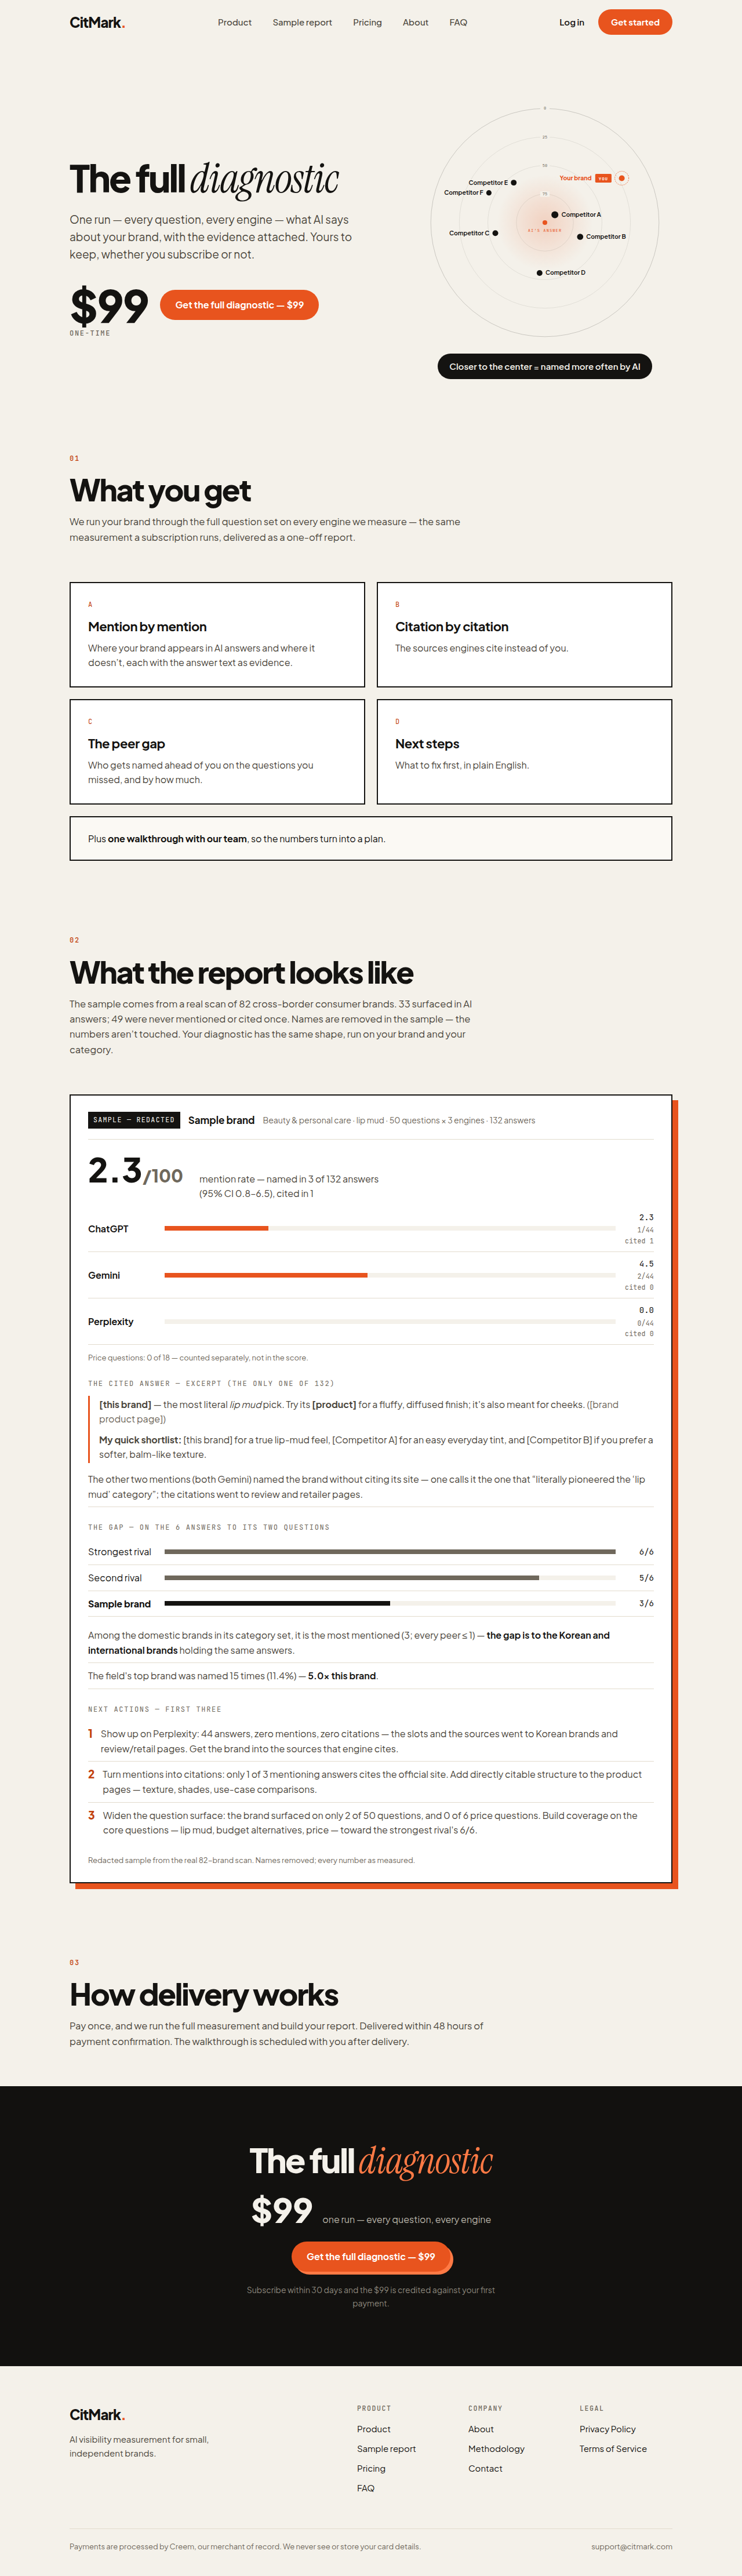 CitMark.
Product
Sample report
Pricing
About
FAQ
Log in
Get started
The full diagnostic
One run — every question, every engine — what AI says
about your brand, with the evidence attached. Yours to
keep, whether you subscribe or not.
$99
ONE-TIME
Get the full diagnostic — $99
0
25
50
75
Your brand YOU
Competitor E
Competitor F
Competitor A
Competitor C
Competitor B
AI'S ANSWER
Competitor D
Closer to the center = named more often by AI
01
What you get
We run your brand through the full question set on every engine we measure — the same
measurement a subscription runs, delivered as a one-off report.
A
Mention by mention
Where your brand appears in AI answers and where it
doesn't, each with the answer text as evidence.
B
Citation by citation
The sources engines cite instead of you.
C
The peer gap
Who gets named ahead of you on the questions you
missed, and by how much.
D
Next steps
What to fix first, in plain English.
Plus one walkthrough with our team, so the numbers turn into a plan.
02
What the report looks like
The sample comes from a real scan of 82 cross-border consumer brands. 33 surfaced in AI
answers; 49 were never mentioned or cited once. Names are removed in the sample — the
numbers aren't touched. Your diagnostic has the same shape, run on your brand and your
category.
SAMPLE — REDACTED
Sample brand
Beauty & personal care · lip mud · 50 questions × 3 engines · 132 answers
2.3/100
mention rate — named in 3 of 132 answers
(95% CI 0.8–6.5), cited in 1
ChatGPT
2.3
1/44
cited 1
Gemini
4.5
2/44
cited 0
Perplexity
0.0
0/44
cited 0
Price questions: 0 of 18 — counted separately, not in the score.
THE CITED ANSWER — EXCERPT (THE ONLY ONE OF 132)
[this brand] — the most literal lip mud pick. Try its [product] for a fluffy, diffused finish; it's also meant for cheeks. ([brand
product page])
My quick shortlist: [this brand] for a true lip-mud feel, [Competitor A] for an easy everyday tint, and [Competitor B] if you prefer a
softer, balm-like texture.
The other two mentions (both Gemini) named the brand without citing its site — one calls it the one that "literally pioneered the 'lip
mud' category"; the citations went to review and retailer pages.
THE GAP — ON THE 6 ANSWERS TO ITS TWO QUESTIONS
Strongest rival
6/6
Second rival
5/6
Sample brand
3/6
Among the domestic brands in its category set, it is the most mentioned (3; every peer ≤ 1) — the gap is to the Korean and
international brands holding the same answers.
The field's top brand was named 15 times (11.4%) — 5.0× this brand.
NEXT ACTIONS — FIRST THREE
1 Show up on Perplexity: 44 answers, zero mentions, zero citations — the slots and the sources went to Korean brands and
review/retail pages. Get the brand into the sources that engine cites.
2 Turn mentions into citations: only 1 of 3 mentioning answers cites the official site. Add directly citable structure to the product
pages — texture, shades, use-case comparisons.
3 Widen the question surface: the brand surfaced on only 2 of 50 questions, and 0 of 6 price questions. Build coverage on the
core questions — lip mud, budget alternatives, price — toward the strongest rival's 6/6.
Redacted sample from the real 82-brand scan. Names removed; every number as measured.
03
How delivery works
Pay once, and we run the full measurement and build your report. Delivered within 48 hours of
payment confirmation. The walkthrough is scheduled with you after delivery.
The full diagnostic
$99 one run — every question, every engine
Get the full diagnostic — $99
Subscribe within 30 days and the $99 is credited against your first
payment.
CitMark.
AI visibility measurement for small,
independent brands.
PRODUCT
Product
Sample report
Pricing
FAQ
COMPANY
About
Methodology
Contact
LEGAL
Privacy Policy
Terms of Service
Payments are processed by Creem, our merchant of record. We never see or store your card details.
support@citmark.com